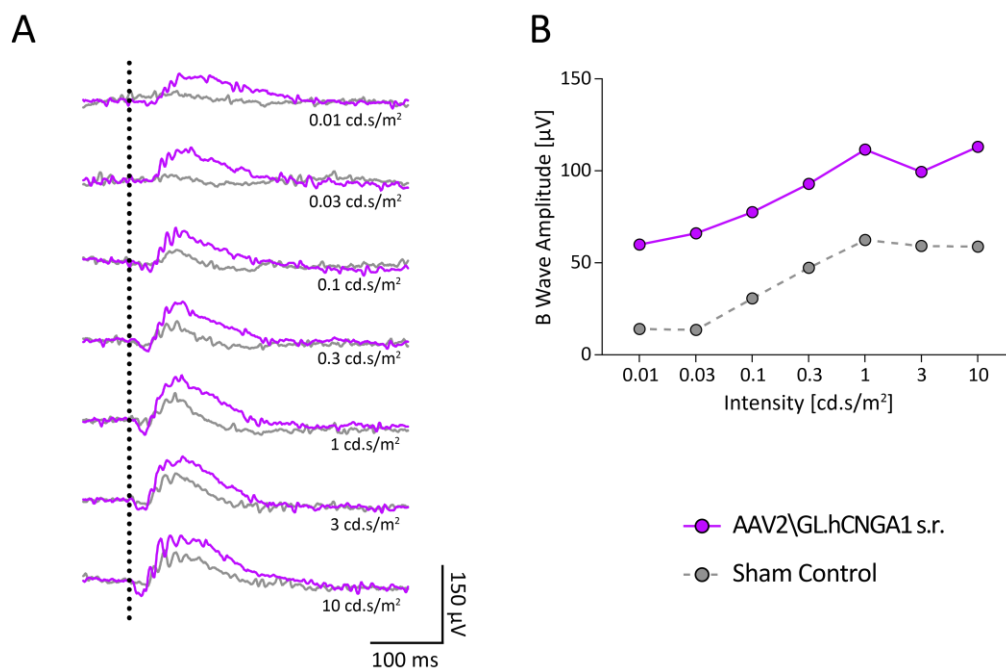 A
0.01 cd.s/m²
0.03 cd.s/m²
0.1 cd.s/m²
0.3 cd.s/m²
1 cd.s/m²
3 cd.s/m²
10 cd.s/m²
150 µV
100 ms
B
B Wave Amplitude [µV]
150
100
50
0
0.01 0.03 0.1 0.3 1 3 10
Intensity [cd.s/m²]
AAV2\GL.hCNGA1 s.r.
Sham Control